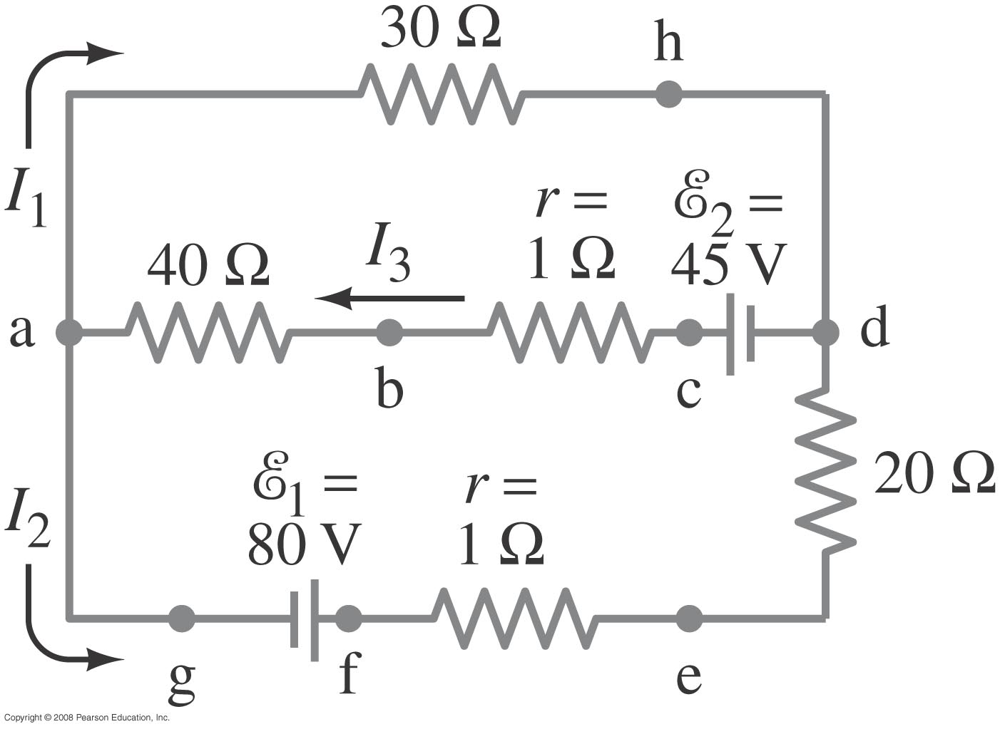 30 Ω
h
I₁
r =
1 Ω
ℰ₂ =
45 V
I₃
40 Ω
a
d
b
c
20 Ω
ℰ₁ =
80 V
r =
1 Ω
I₂
g
f
e
Copyright © 2008 Pearson Education, Inc.